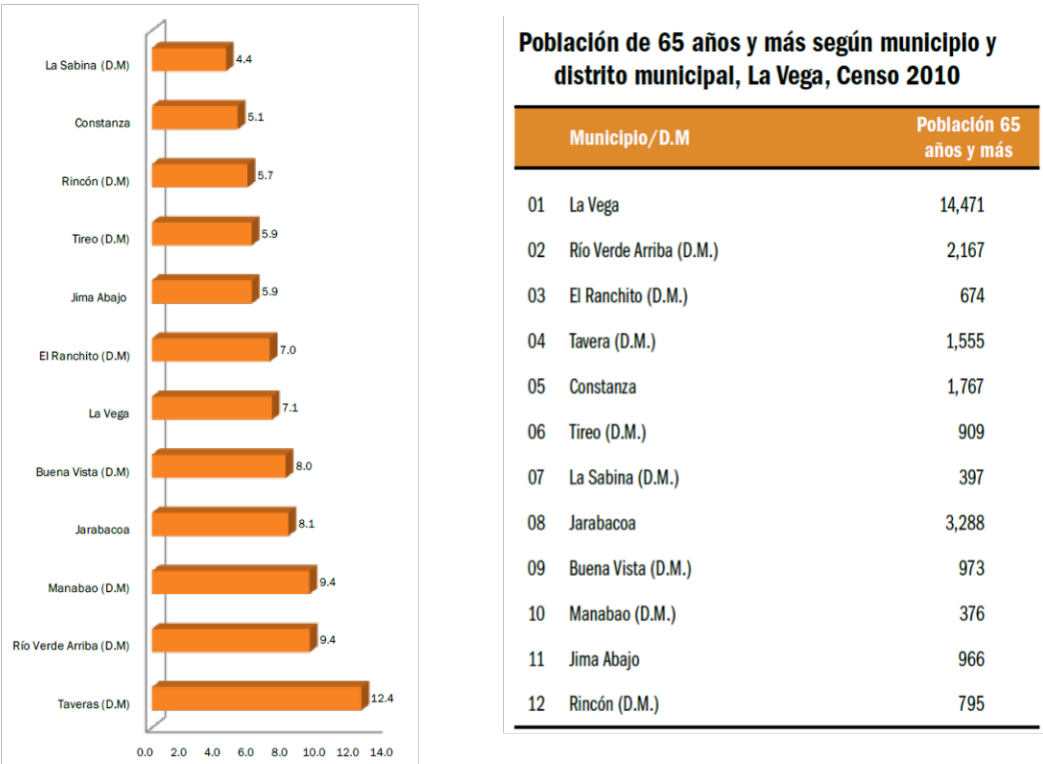 La Sabina (D.M) 4.4
Constanza 5.1
Rincón (D.M) 5.7
Tireo (D.M) 5.9
Jima Abajo 5.9
El Ranchito (D.M) 7.0
La Vega 7.1
Buena Vista (D.M) 8.0
Jarabacoa 8.1
Manabao (D.M) 9.4
Río Verde Arriba (D.M) 9.4
Taveras (D.M) 12.4
0.0 2.0 4.0 6.0 8.0 10.0 12.0 14.0
Población de 65 años y más según municipio y
distrito municipal, La Vega, Censo 2010
Municipio/D.M
Población 65
años y más
01 La Vega 14,471
02 Río Verde Arriba (D.M.) 2,167
03 El Ranchito (D.M.) 674
04 Tavera (D.M.) 1,555
05 Constanza 1,767
06 Tireo (D.M.) 909
07 La Sabina (D.M.) 397
08 Jarabacoa 3,288
09 Buena Vista (D.M.) 973
10 Manabao (D.M.) 376
11 Jima Abajo 966
12 Rincón (D.M.) 795